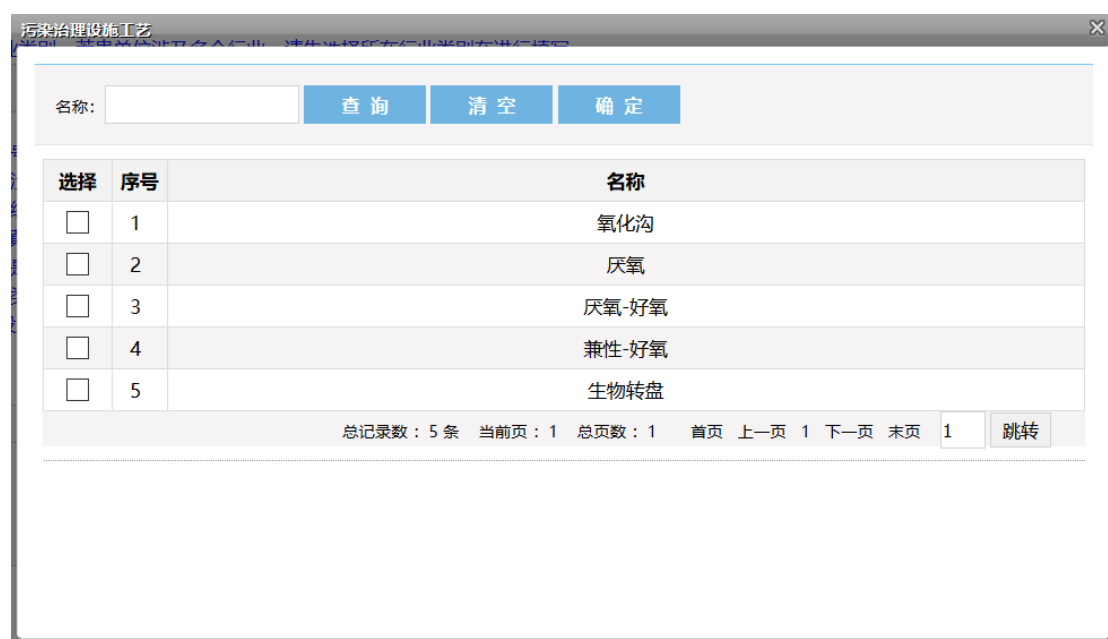 污染治理设施工艺
名称:
查 询
清 空
确 定
选择 序号 名称
1 氧化沟
2 厌氧
3 厌氧-好氧
4 兼性-好氧
5 生物转盘
总记录数：5 条 当前页：1 总页数：1 首页 上一页 1 下一页 末页 1 跳转